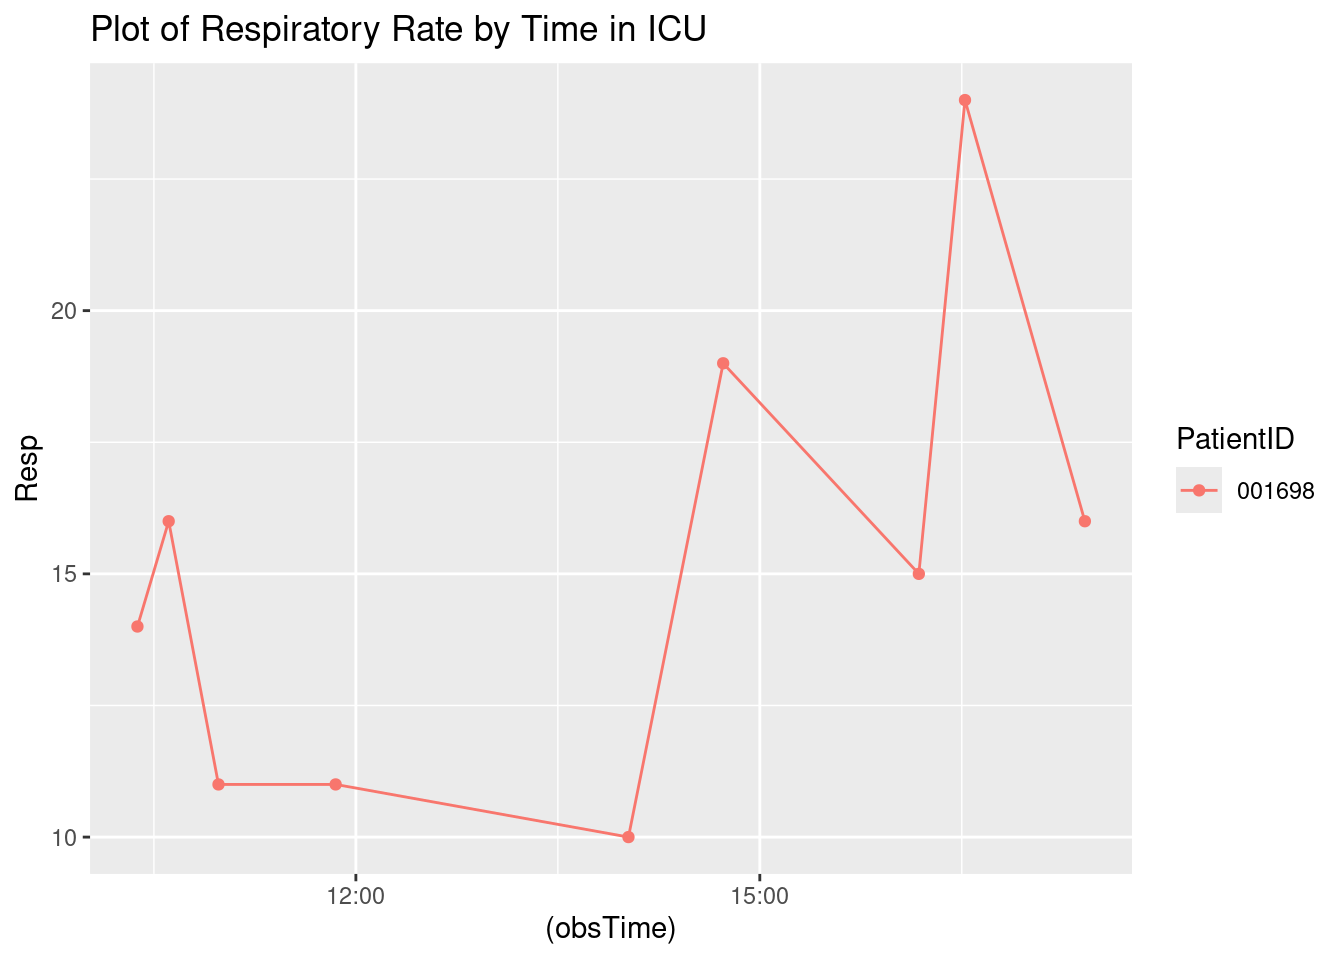 Plot of Respiratory Rate by Time in ICU
Resp
20
15
10
12:00
15:00
(obsTime)
PatientID
001698